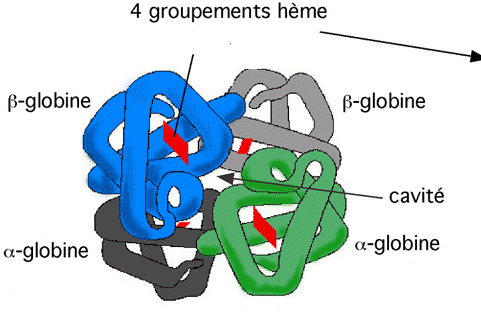 4 groupements hème
β-globine
β-globine
cavité
α-globine
α-globine